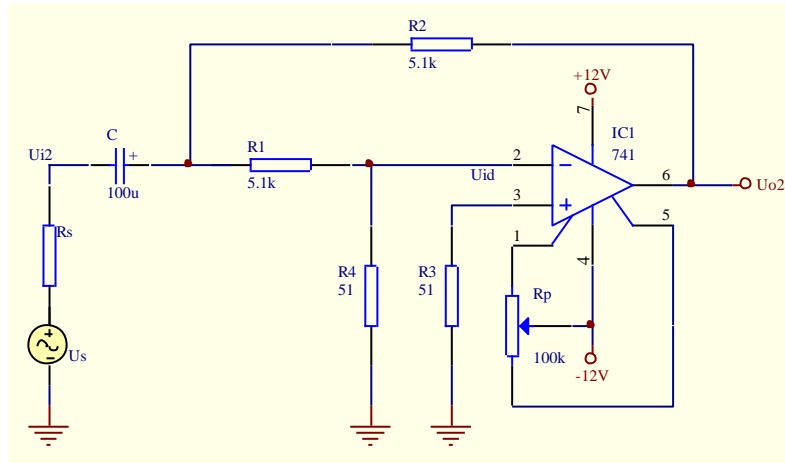 R2
5.1k
+12V
7
C
+
R1
IC1
741
Ui2
2
−
100u
5.1k
Uid
6
Uo2
3
+
5
Rs
1
4
R4
51
R3
51
Rp
+
−
Us
100k
-12V